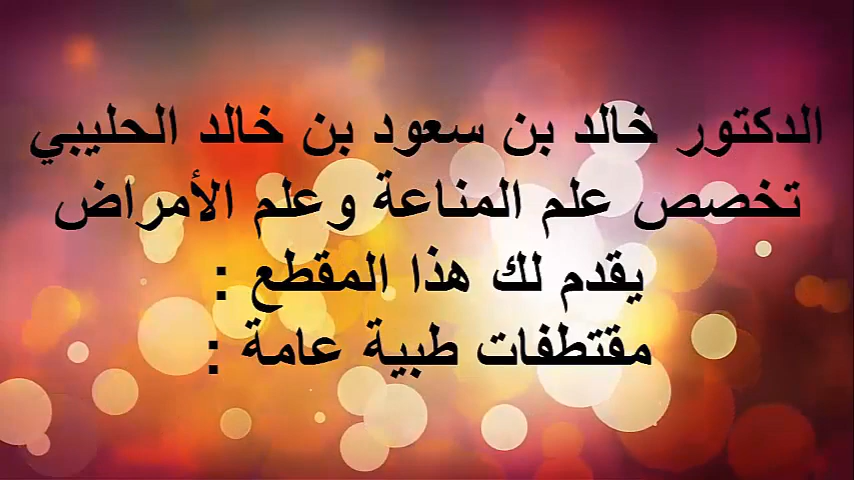 الدكتور خالد بن سعود بن خالد الحليبي
تخصص علم المناعة وعلم الأمراض
يقدم لك هذا المقطع :
مقتطفات طبية عامة :